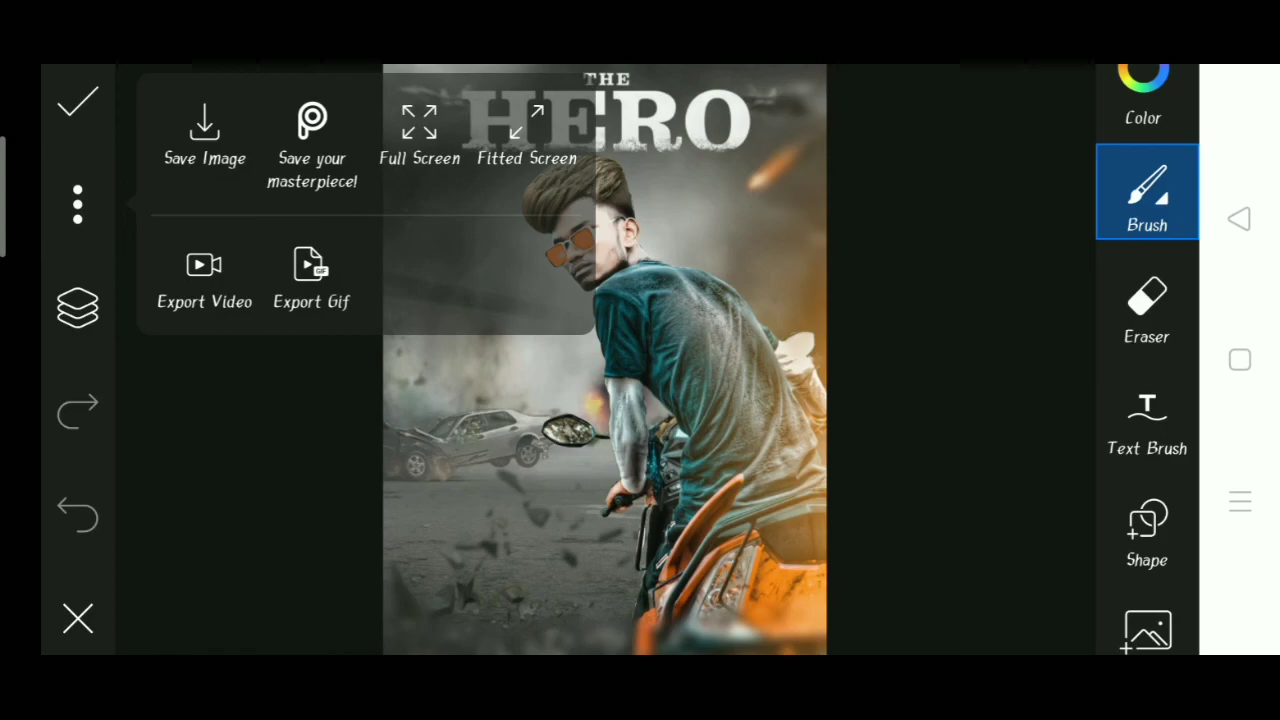 THE
HERO
Save Image
Save your
masterpiece!
Full Screen
Fitted Screen
Export Video
Export Gif
GIF
Color
Brush
Eraser
Text Brush
Shape